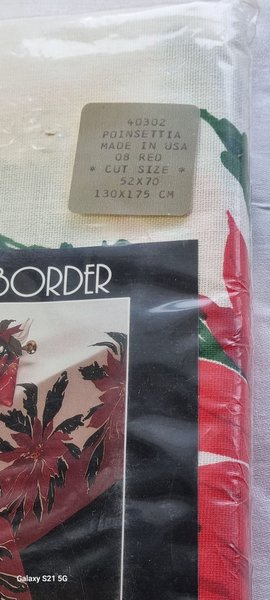 40302
POINSETTIA
MADE IN USA
08 RED
* CUT SIZE *
52X70
130X175 CM
BORDER
Galaxy S21 5G